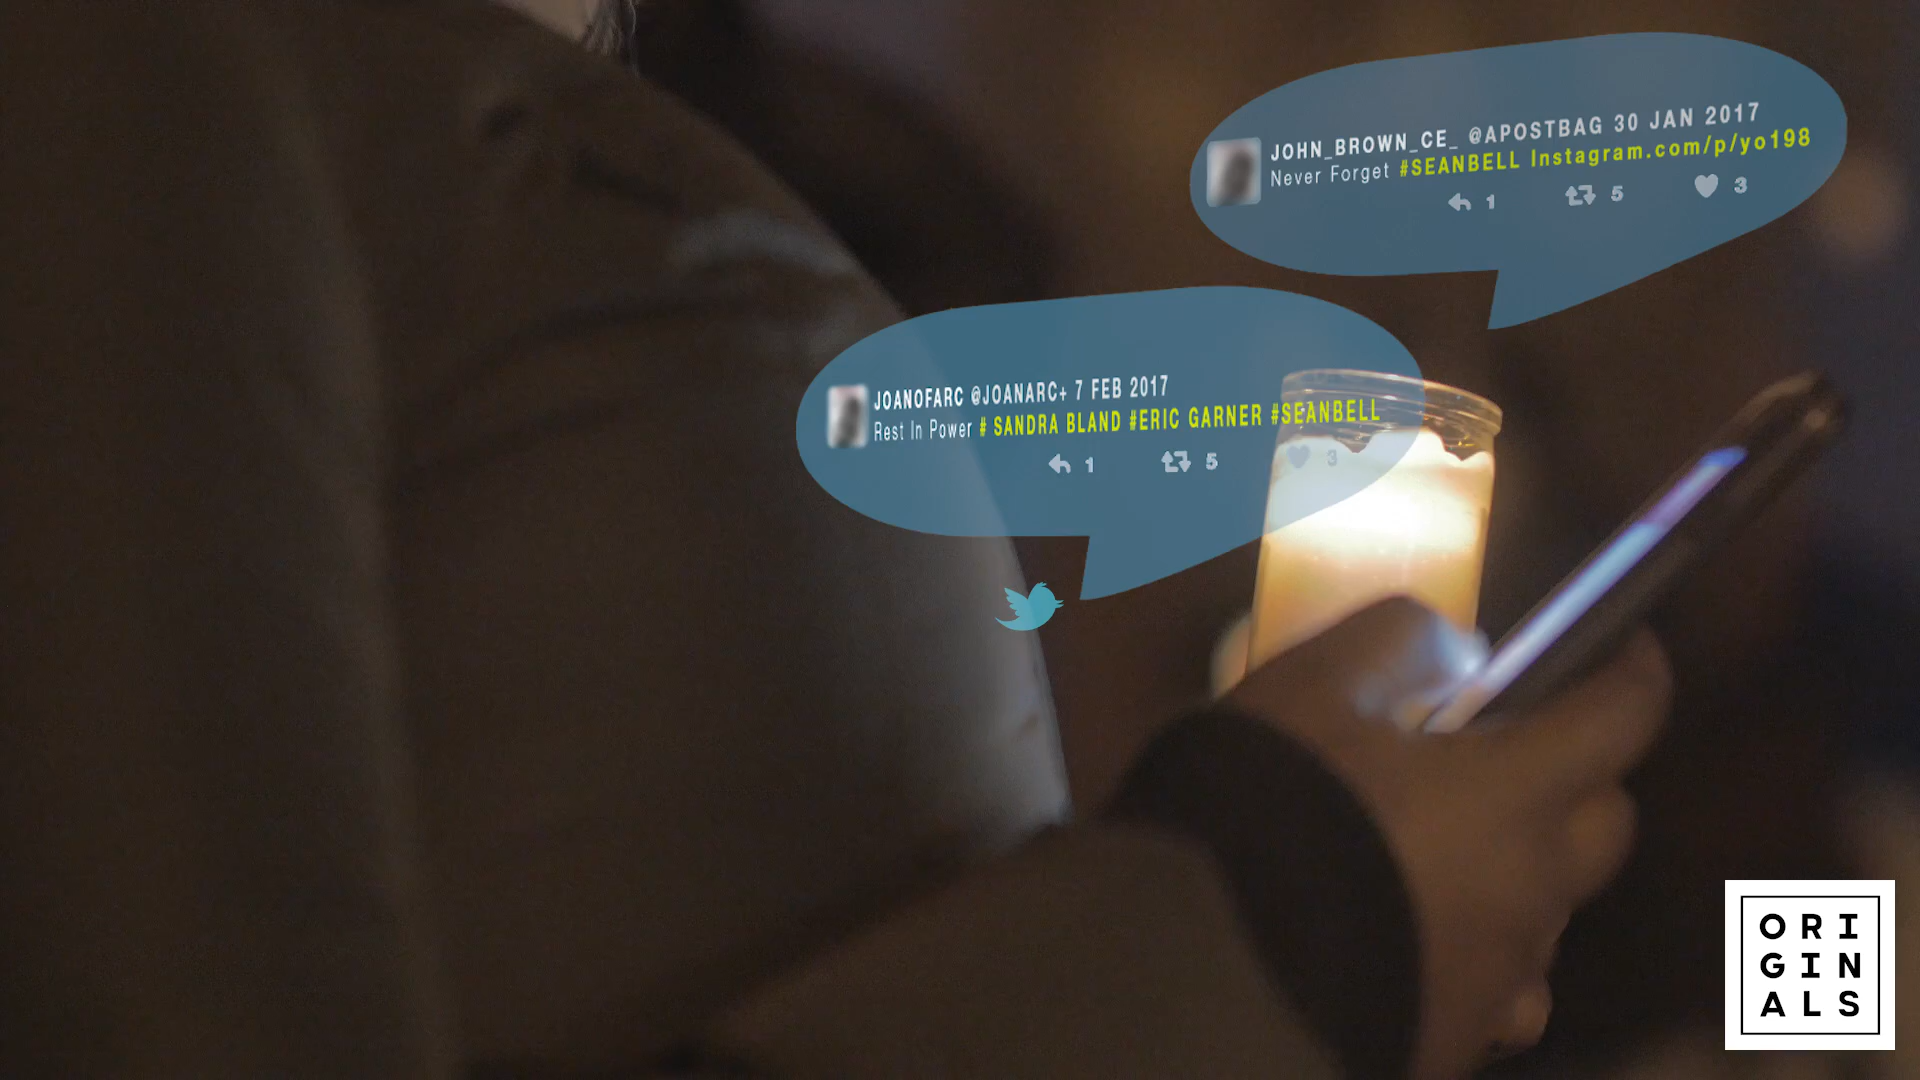 JOHN_BROWN_CE_ @APOSTBAG 30 JAN 2017
Never Forget #SEANBELL Instagram.com/p/yo198
1 5 3
JOANOFARC @JOANARC+ 7 FEB 2017
Rest In Power # SANDRA BLAND #ERIC GARNER #SEANBELL
1 5 3
ORI
GIN
ALS